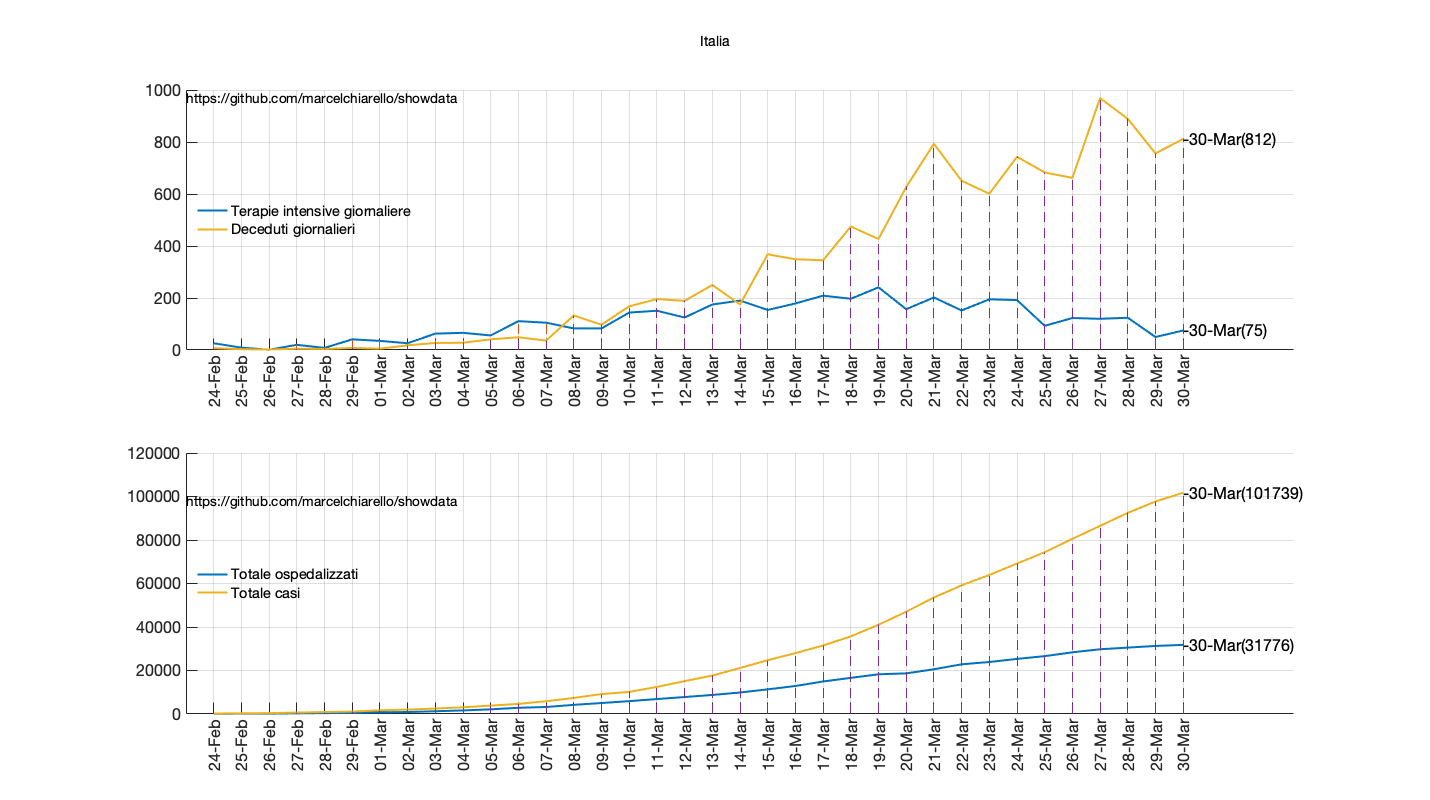 Italia
1000
https://github.com/marcelchiarello/showdata
800
30-Mar(812)
600
Terapie intensive giornaliere
Deceduti giornalieri
400
200
30-Mar(75)
0
24-Feb
25-Feb
26-Feb
27-Feb
28-Feb
29-Feb
01-Mar
02-Mar
03-Mar
04-Mar
05-Mar
06-Mar
07-Mar
08-Mar
09-Mar
10-Mar
11-Mar
12-Mar
13-Mar
14-Mar
15-Mar
16-Mar
17-Mar
18-Mar
19-Mar
20-Mar
21-Mar
22-Mar
23-Mar
24-Mar
25-Mar
26-Mar
27-Mar
28-Mar
29-Mar
30-Mar
120000
100000
30-Mar(101739)
https://github.com/marcelchiarello/showdata
80000
Totale ospedalizzati
60000
Totale casi
40000
30-Mar(31776)
20000
0
24-Feb
25-Feb
26-Feb
27-Feb
28-Feb
29-Feb
01-Mar
02-Mar
03-Mar
04-Mar
05-Mar
06-Mar
07-Mar
08-Mar
09-Mar
10-Mar
11-Mar
12-Mar
13-Mar
14-Mar
15-Mar
16-Mar
17-Mar
18-Mar
19-Mar
20-Mar
21-Mar
22-Mar
23-Mar
24-Mar
25-Mar
26-Mar
27-Mar
28-Mar
29-Mar
30-Mar